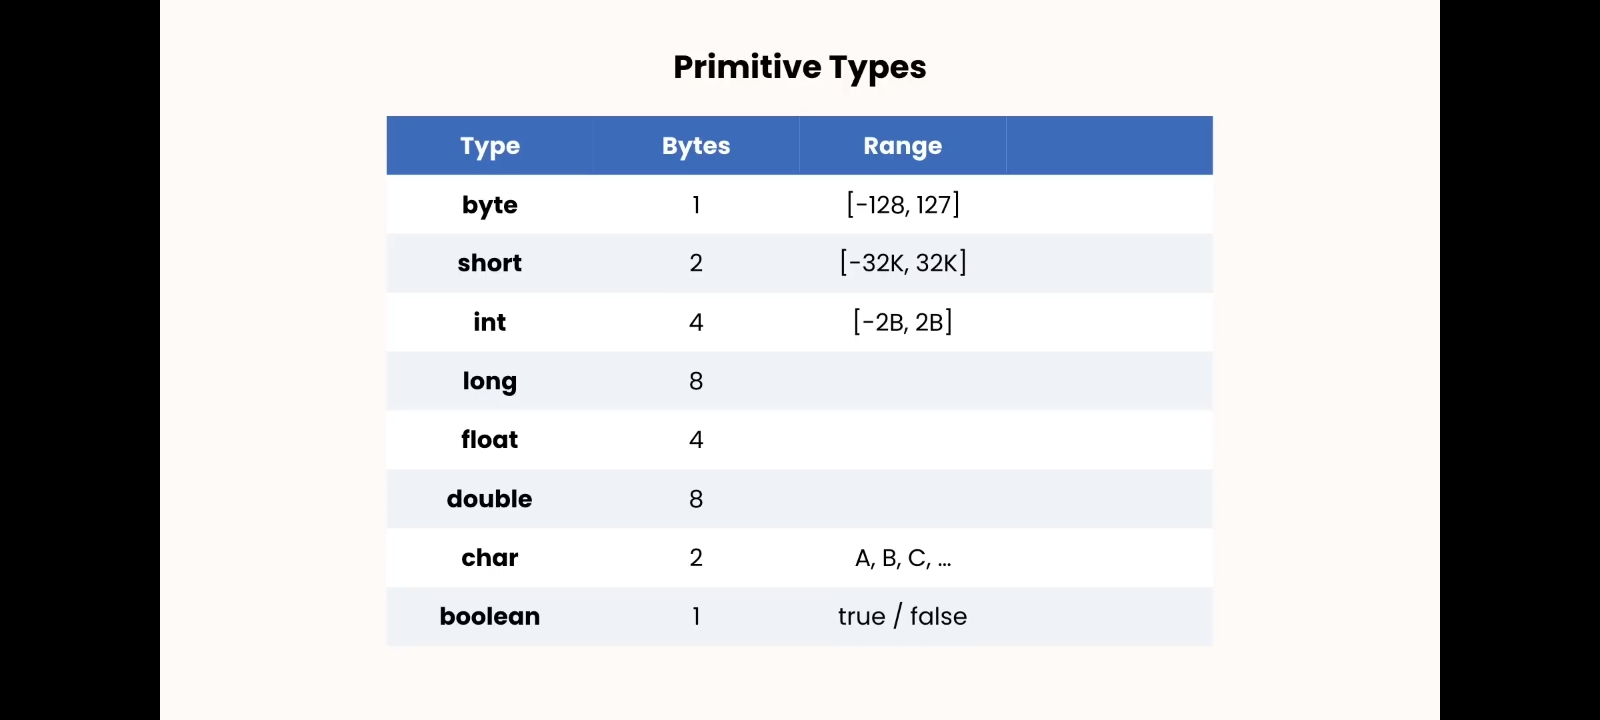 Primitive Types
Type Bytes Range
byte 1 [-128, 127]
short 2 [-32K, 32K]
int 4 [-2B, 2B]
long 8
float 4
double 8
char 2 A, B, C, ...
boolean 1 true / false